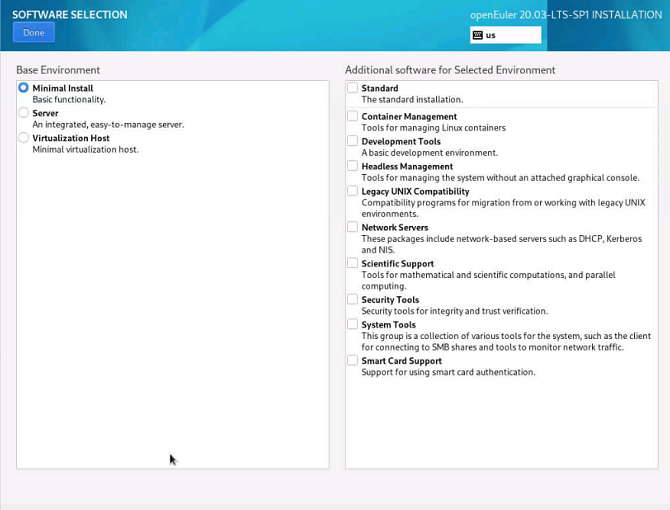 SOFTWARE SELECTION
openEuler 20.03-LTS-SP1 INSTALLATION
Done
us
Base Environment
Minimal Install
Basic functionality.
Server
An integrated, easy-to-manage server.
Virtualization Host
Minimal virtualization host.
Additional software for Selected Environment
Standard
The standard installation.
Container Management
Tools for managing Linux containers
Development Tools
A basic development environment.
Headless Management
Tools for managing the system without an attached graphical console.
Legacy UNIX Compatibility
Compatibility programs for migration from or working with legacy UNIX
environments.
Network Servers
These packages include network-based servers such as DHCP, Kerberos
and NIS.
Scientific Support
Tools for mathematical and scientific computations, and parallel
computing.
Security Tools
Security tools for integrity and trust verification.
System Tools
This group is a collection of various tools for the system, such as the client
for connecting to SMB shares and tools to monitor network traffic.
Smart Card Support
Support for using smart card authentication.